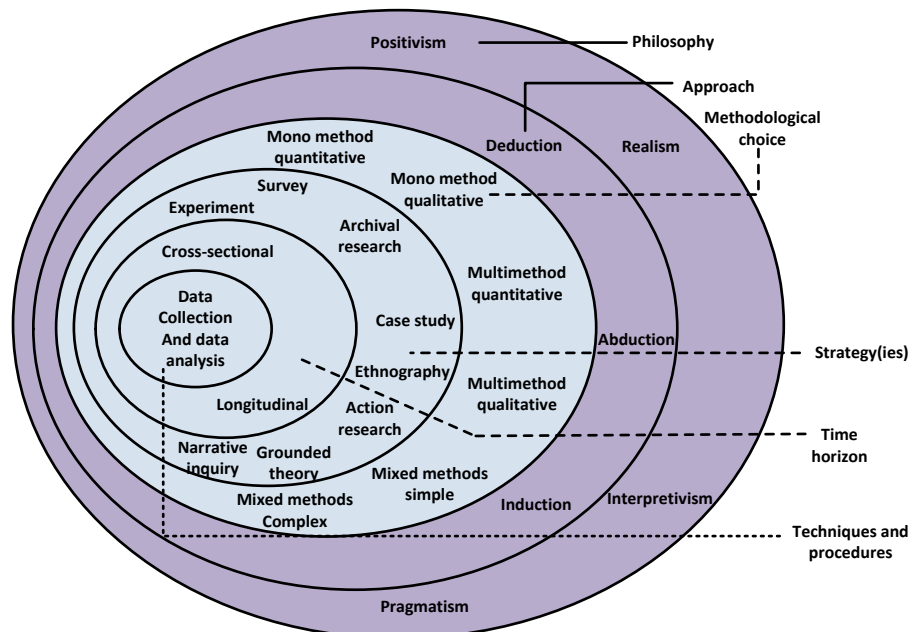 Positivism
Philosophy
Approach
Methodological
choice
Mono method
quantitative
Deduction
Realism
Survey
Mono method
qualitative
Experiment
Archival
research
Cross-sectional
Multimethod
quantitative
Data
Collection
And data
analysis
Case study
Abduction
Strategy(ies)
Ethnography
Multimethod
qualitative
Longitudinal
Action
research
Time
horizon
Narrative
inquiry
Grounded
theory
Mixed methods
simple
Mixed methods
Complex
Induction
Interpretivism
Techniques and
procedures
Pragmatism